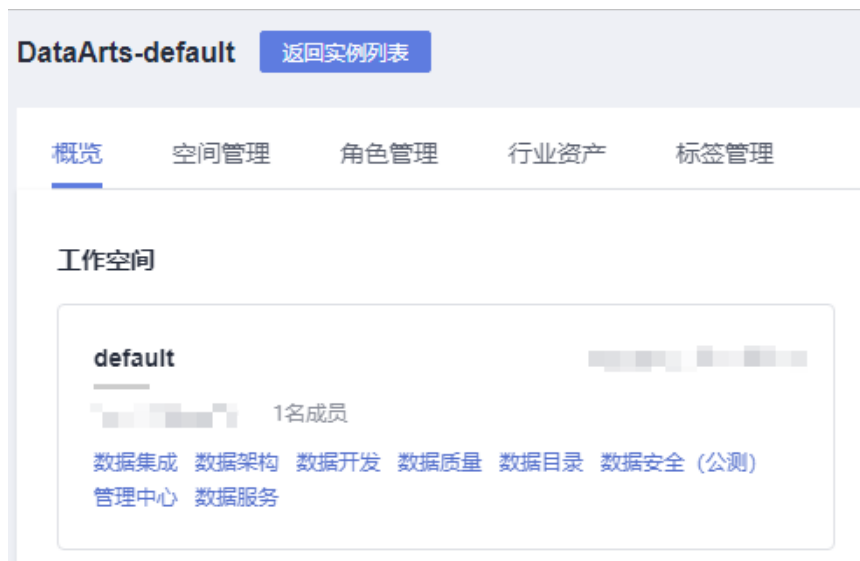 DataArts-default 返回实例列表
概览 空间管理 角色管理 行业资产 标签管理
工作空间
default
1名成员
数据集成 数据架构 数据开发 数据质量 数据目录 数据安全（公测）
管理中心 数据服务